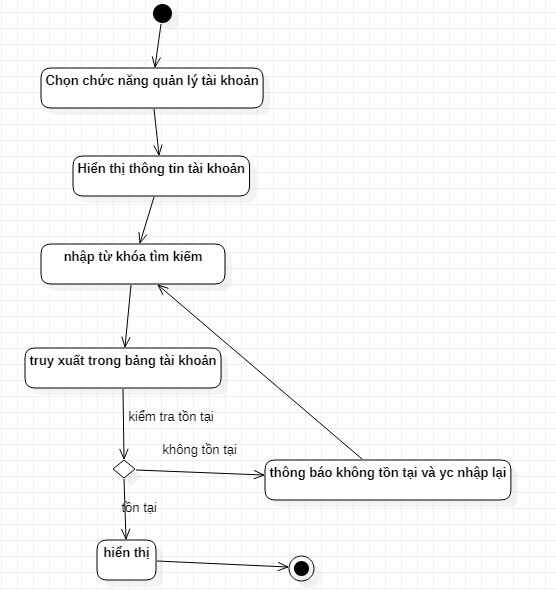 Chọn chức năng quản lý tài khoản
Hiển thị thông tin tài khoản
nhập từ khóa tìm kiếm
truy xuất trong bảng tài khoản
kiểm tra tồn tại
không tồn tại
thông báo không tồn tại và yc nhập lại
tồn tại
hiển thị